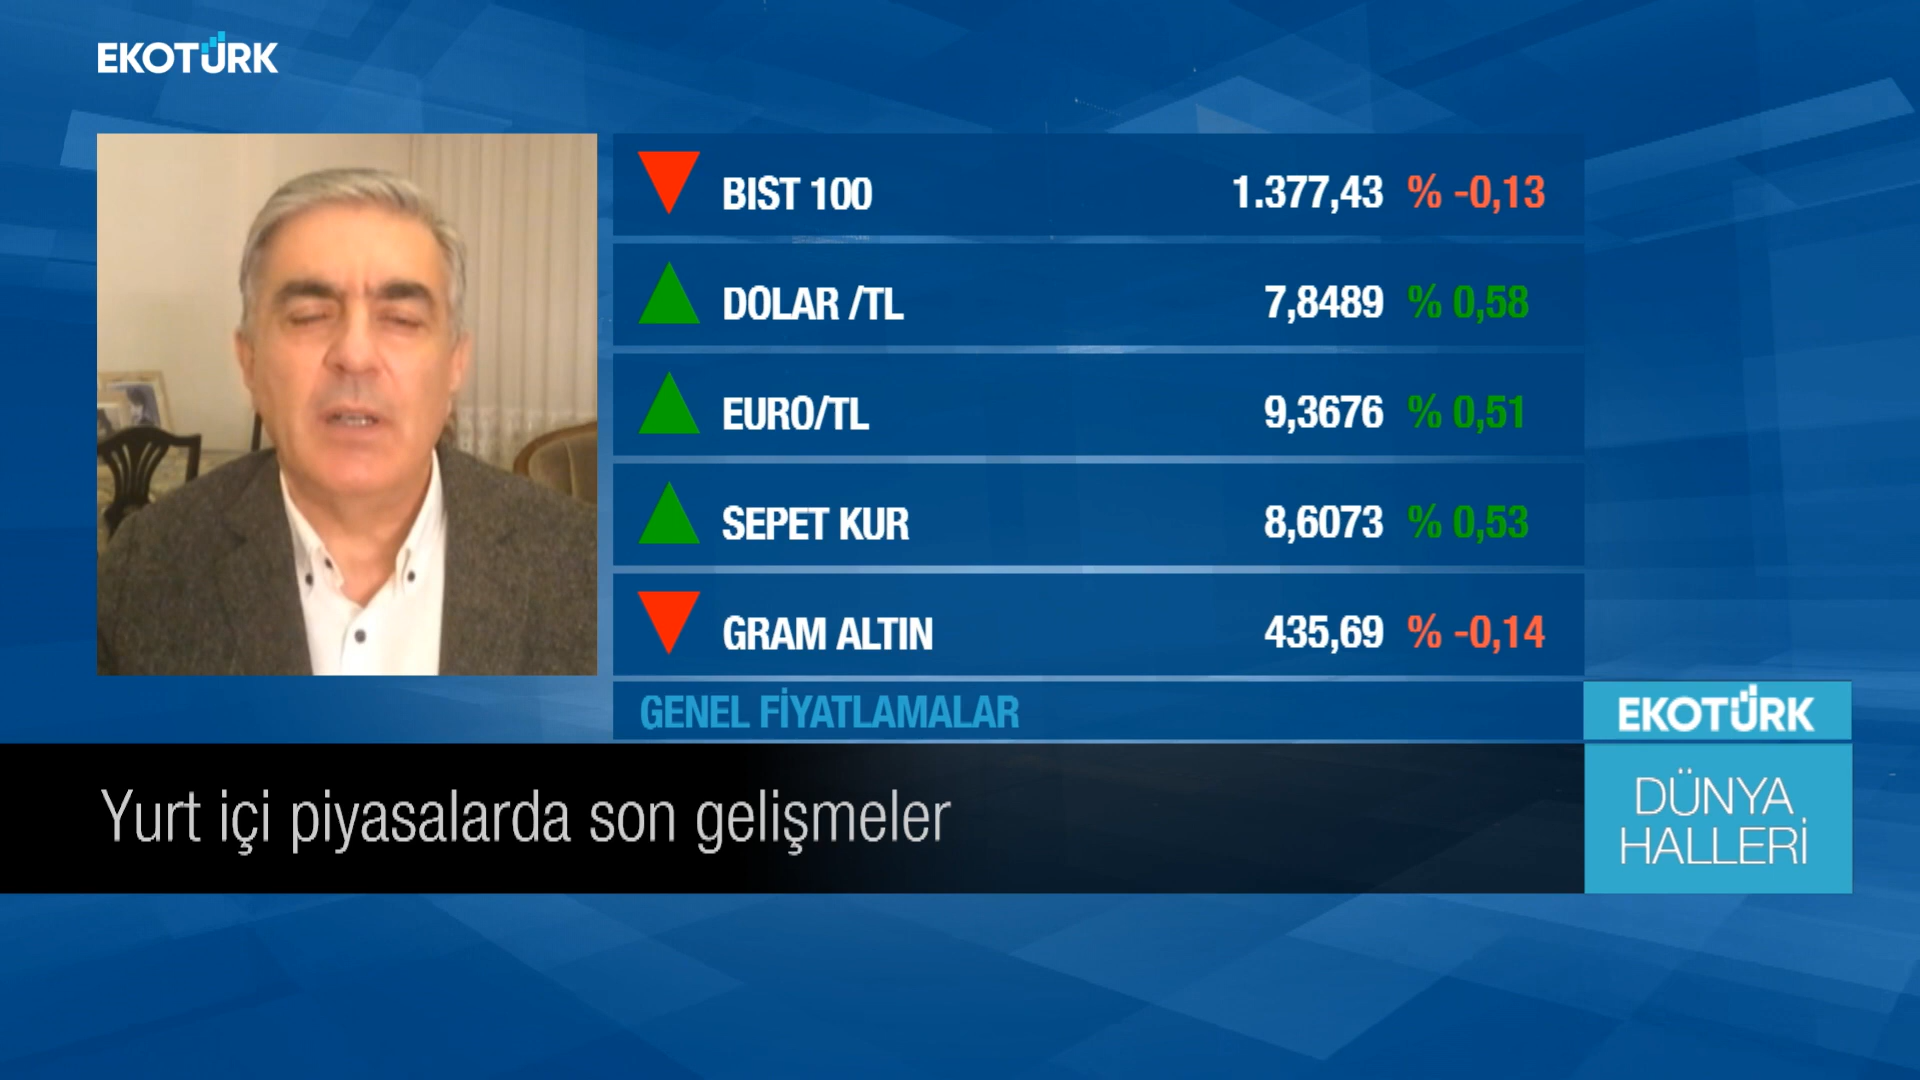 EKOTÜRK
BIST 100 1.377,43 % -0,13
DOLAR /TL 7,8489 % 0,58
EURO/TL 9,3676 % 0,51
SEPET KUR 8,6073 % 0,53
GRAM ALTIN 435,69 % -0,14
GENEL FİYATLAMALAR
EKOTÜRK
Yurt içi piyasalarda son gelişmeler
DÜNYA
HALLERİ